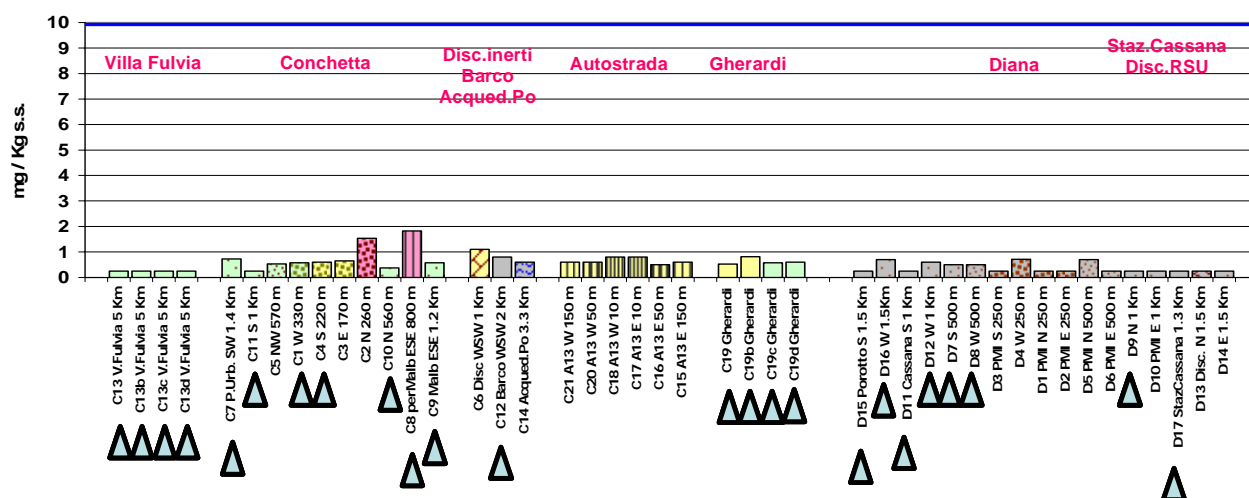 10
9
8
7
6
5
4
3
2
1
0
mg / Kg s.s.
Villa Fulvia
Conchetta
Disc.inerti
Barco
Acqued.Po
Autostrada
Gherardi
Diana
Staz.Cassana
Disc.RSU
C13 V.Fulvia 5 Km
C13b V.Fulvia 5 Km
C13c V.Fulvia 5 Km
C13d V.Fulvia 5 Km
C7 P.Urb. SW 1.4 Km
C11 S 1 Km
C5 NW 570 m
C1 W 330 m
C4 S 220 m
C3 E 170 m
C2 N 260 m
C10 N 560 m
C8 perMalb ESE 800 m
C9 Malb ESE 1.2 Km
C6 Disc WSW 1 Km
C12 Barco WSW 2 Km
C14 Acqued.Po 3.3 Km
C21 A13 W 150 m
C20 A13 W 50 m
C18 A13 W 10 m
C17 A13 E 10 m
C16 A13 E 50 m
C15 A13 E 150 m
C19 Gherardi
C19b Gherardi
C19c Gherardi
C19d Gherardi
D15 Porotto S 1.5 Km
D16 W 1.5Km
D11 Cassana S 1 Km
D12 W 1 Km
D7 S 500 m
D8 W 500 m
D3 PMI S 250 m
D4 W 250 m
D1 PMI N 250 m
D2 PMI E 250 m
D5 PMI N 500 m
D6 PMI E 500 m
D9 N 1 Km
D10 PMI E 1 Km
D17 StazCassana 1.3 Km
D13 Disc. N 1.5 Km
D14 E 1.5 Km